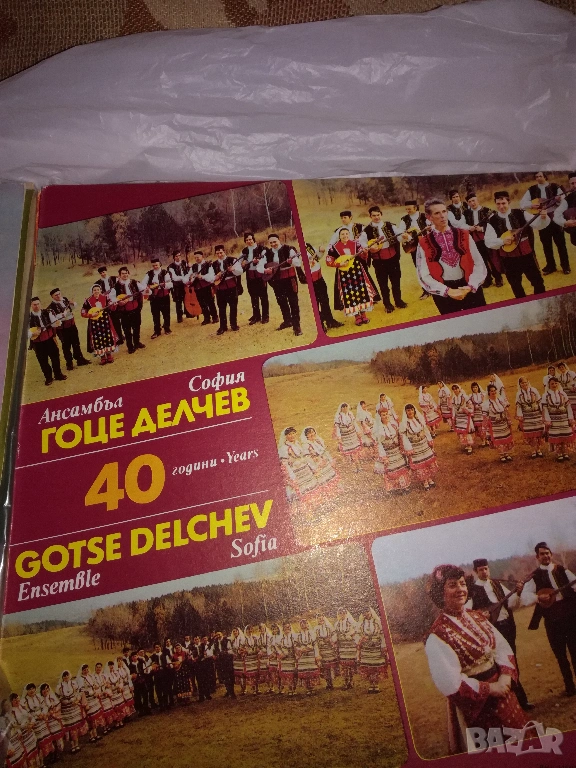 Ансамбъл София
ГОЦЕ ДЕЛЧЕВ
40 години • Years
GOTSE DELCHEV
Ensemble Sofia
BAZAR